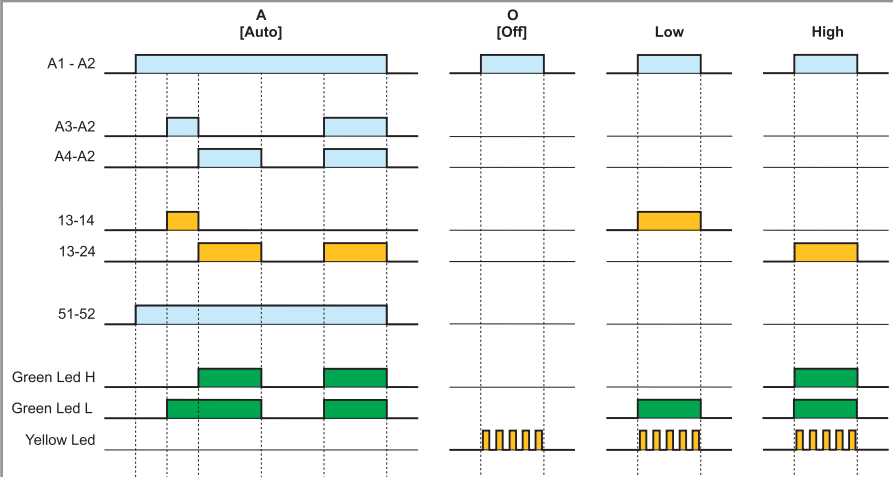 A
[Auto]
O
[Off]
Low
High
A1 - A2
A3-A2
A4-A2
13-14
13-24
51-52
Green Led H
Green Led L
Yellow Led